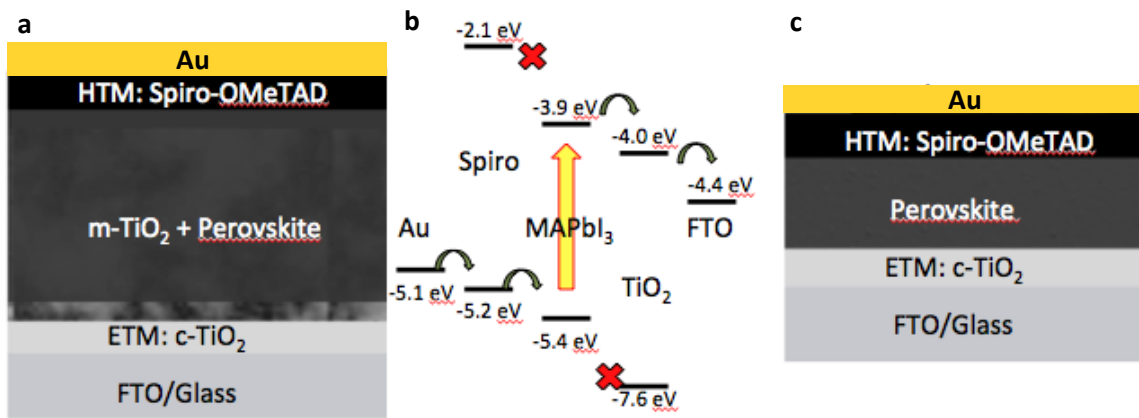 a
Au
HTM: Spiro-OMeTAD
m-TiO₂ + Perovskite
ETM: c-TiO₂
FTO/Glass
b
-2.1 eV
-3.9 eV
-4.0 eV
Spiro
-4.4 eV
Au
MAPbI₃
FTO
-5.1 eV
-5.2 eV
TiO₂
-5.4 eV
-7.6 eV
c
Au
HTM: Spiro-OMeTAD
Perovskite
ETM: c-TiO₂
FTO/Glass